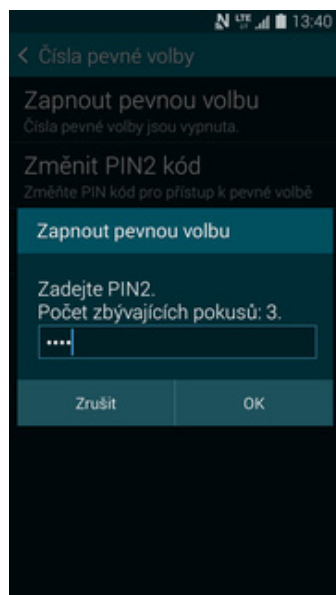 LTE 13:40
< Čísla pevné volby
Zapnout pevnou volbu
Čísla pevné volby jsou vypnuta.
Změnit PIN2 kód
Změňte PIN kód pro přístup k pevné volbě
Zapnout pevnou volbu
Zadejte PIN2.
Počet zbývajících pokusů: 3.
••••
Zrušit OK